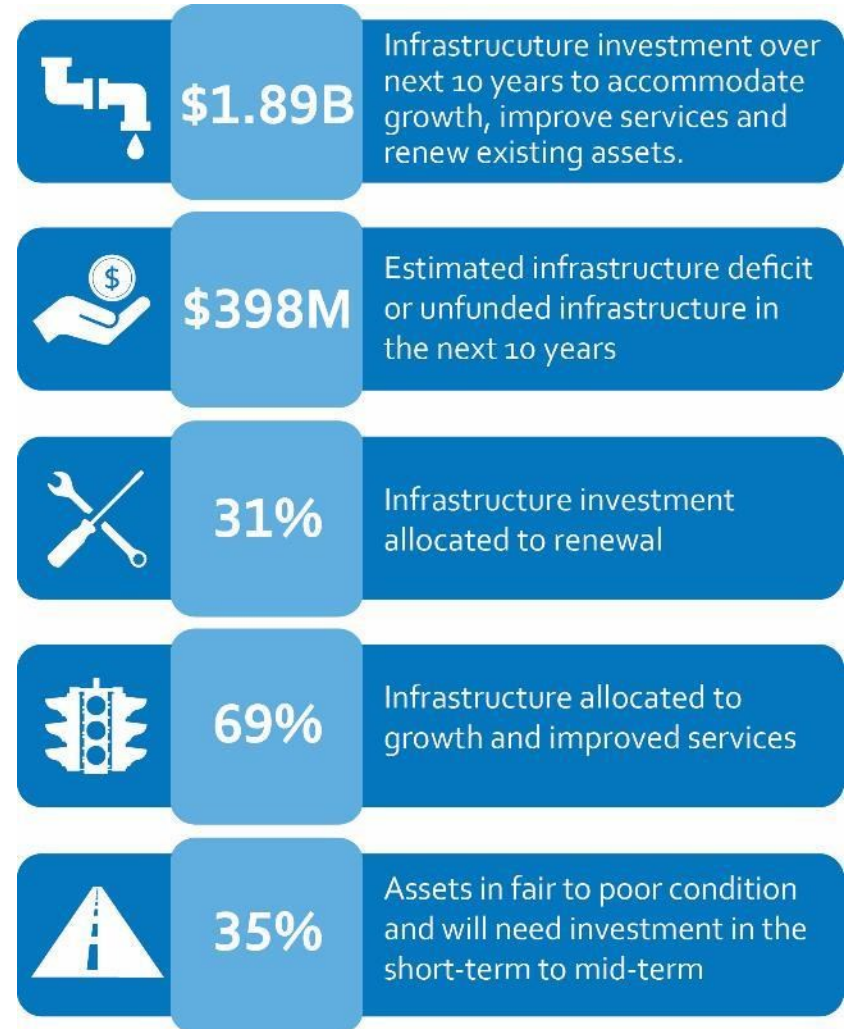 $1.89B
Infrastrucuture investment over
next 10 years to accommodate
growth, improve services and
renew existing assets.
$
$398M
Estimated infrastructure deficit
or unfunded infrastructure in
the next 10 years
31%
Infrastructure investment
allocated to renewal
69%
Infrastructure allocated to
growth and improved services
35%
Assets in fair to poor condition
and will need investment in the
short-term to mid-term